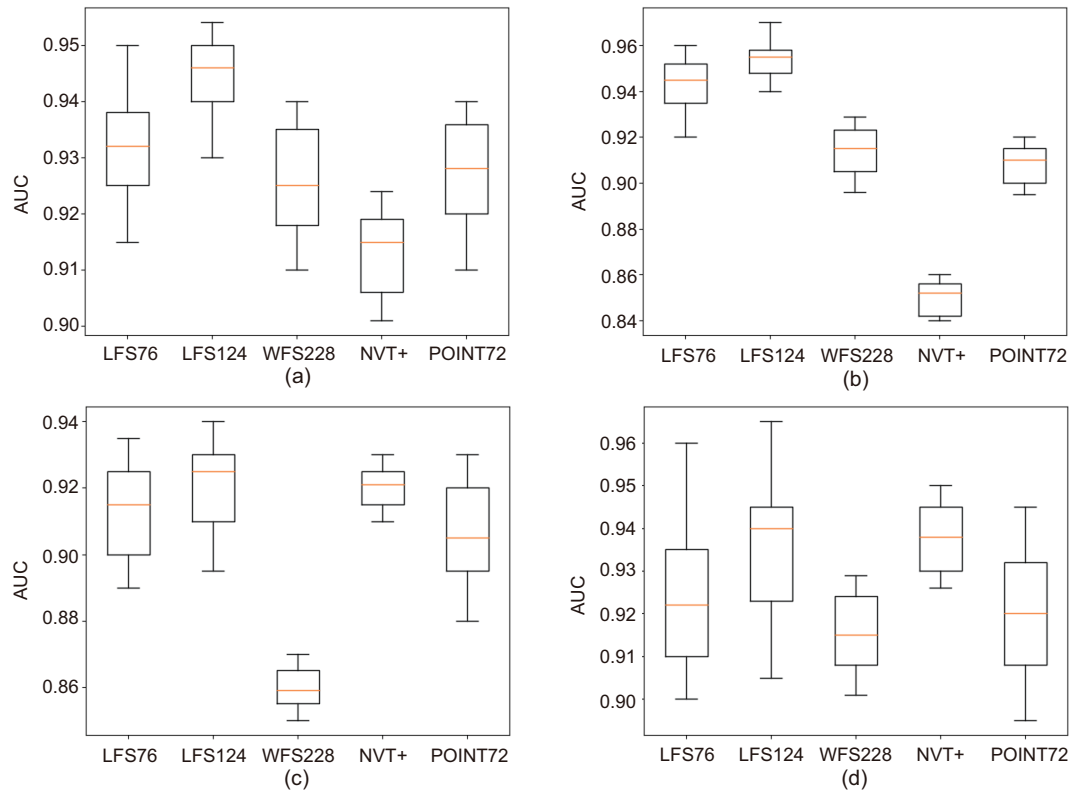 0.95
0.94
0.93
0.92
0.91
0.90
AUC
LFS76 LFS124 WFS228 NVT+ POINT72
(a)
0.96
0.94
0.92
0.90
0.88
0.86
0.84
AUC
LFS76 LFS124 WFS228 NVT+ POINT72
(b)
0.94
0.92
0.90
0.88
0.86
AUC
LFS76 LFS124 WFS228 NVT+ POINT72
(c)
0.96
0.95
0.94
0.93
0.92
0.91
0.90
AUC
LFS76 LFS124 WFS228 NVT+ POINT72
(d)